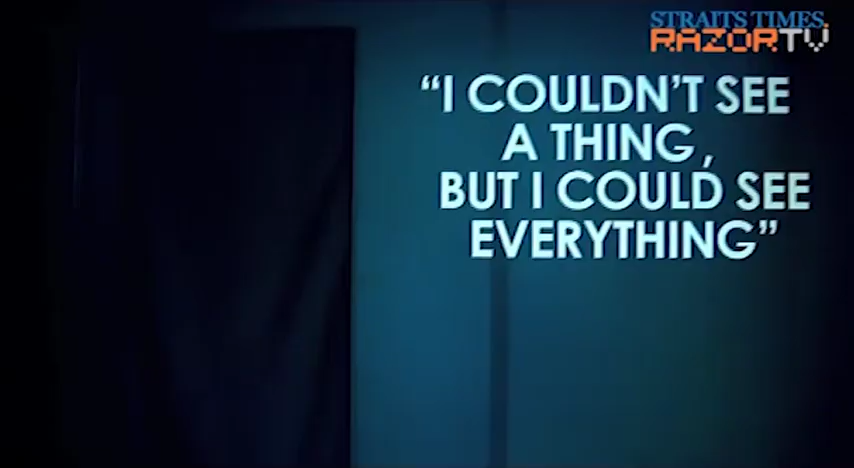 STRAITS TIMES
RAZORTV
“I COULDN’T SEE
A THING,
BUT I COULD SEE
EVERYTHING”